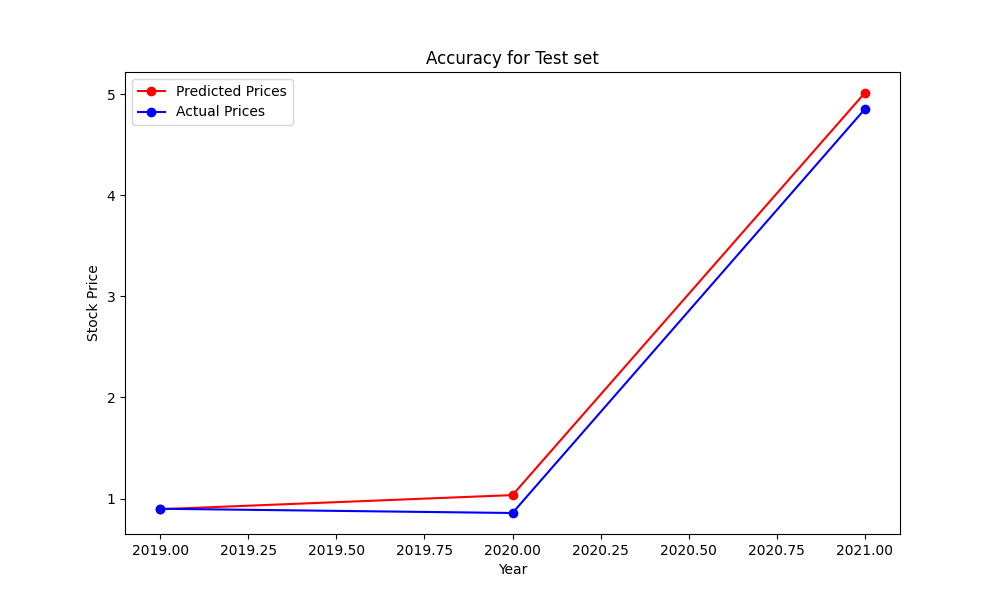 Accuracy for Test set
Predicted Prices
Actual Prices
5
4
3
2
1
Stock Price
2019.00 2019.25 2019.50 2019.75 2020.00 2020.25 2020.50 2020.75 2021.00
Year